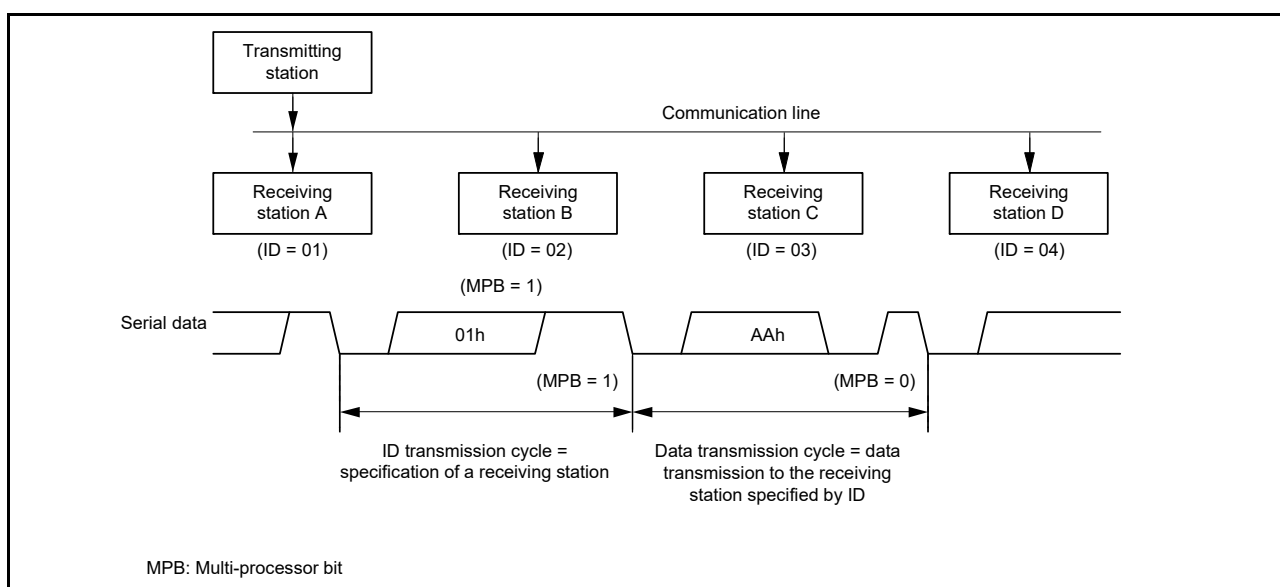 Transmitting
station
Communication line
Receiving
station A
Receiving
station B
Receiving
station C
Receiving
station D
(ID = 01)
(ID = 02)
(ID = 03)
(ID = 04)
(MPB = 1)
Serial data
01h
AAh
(MPB = 1)
(MPB = 0)
ID transmission cycle =
specification of a receiving station
Data transmission cycle = data
transmission to the receiving
station specified by ID
MPB: Multi-processor bit